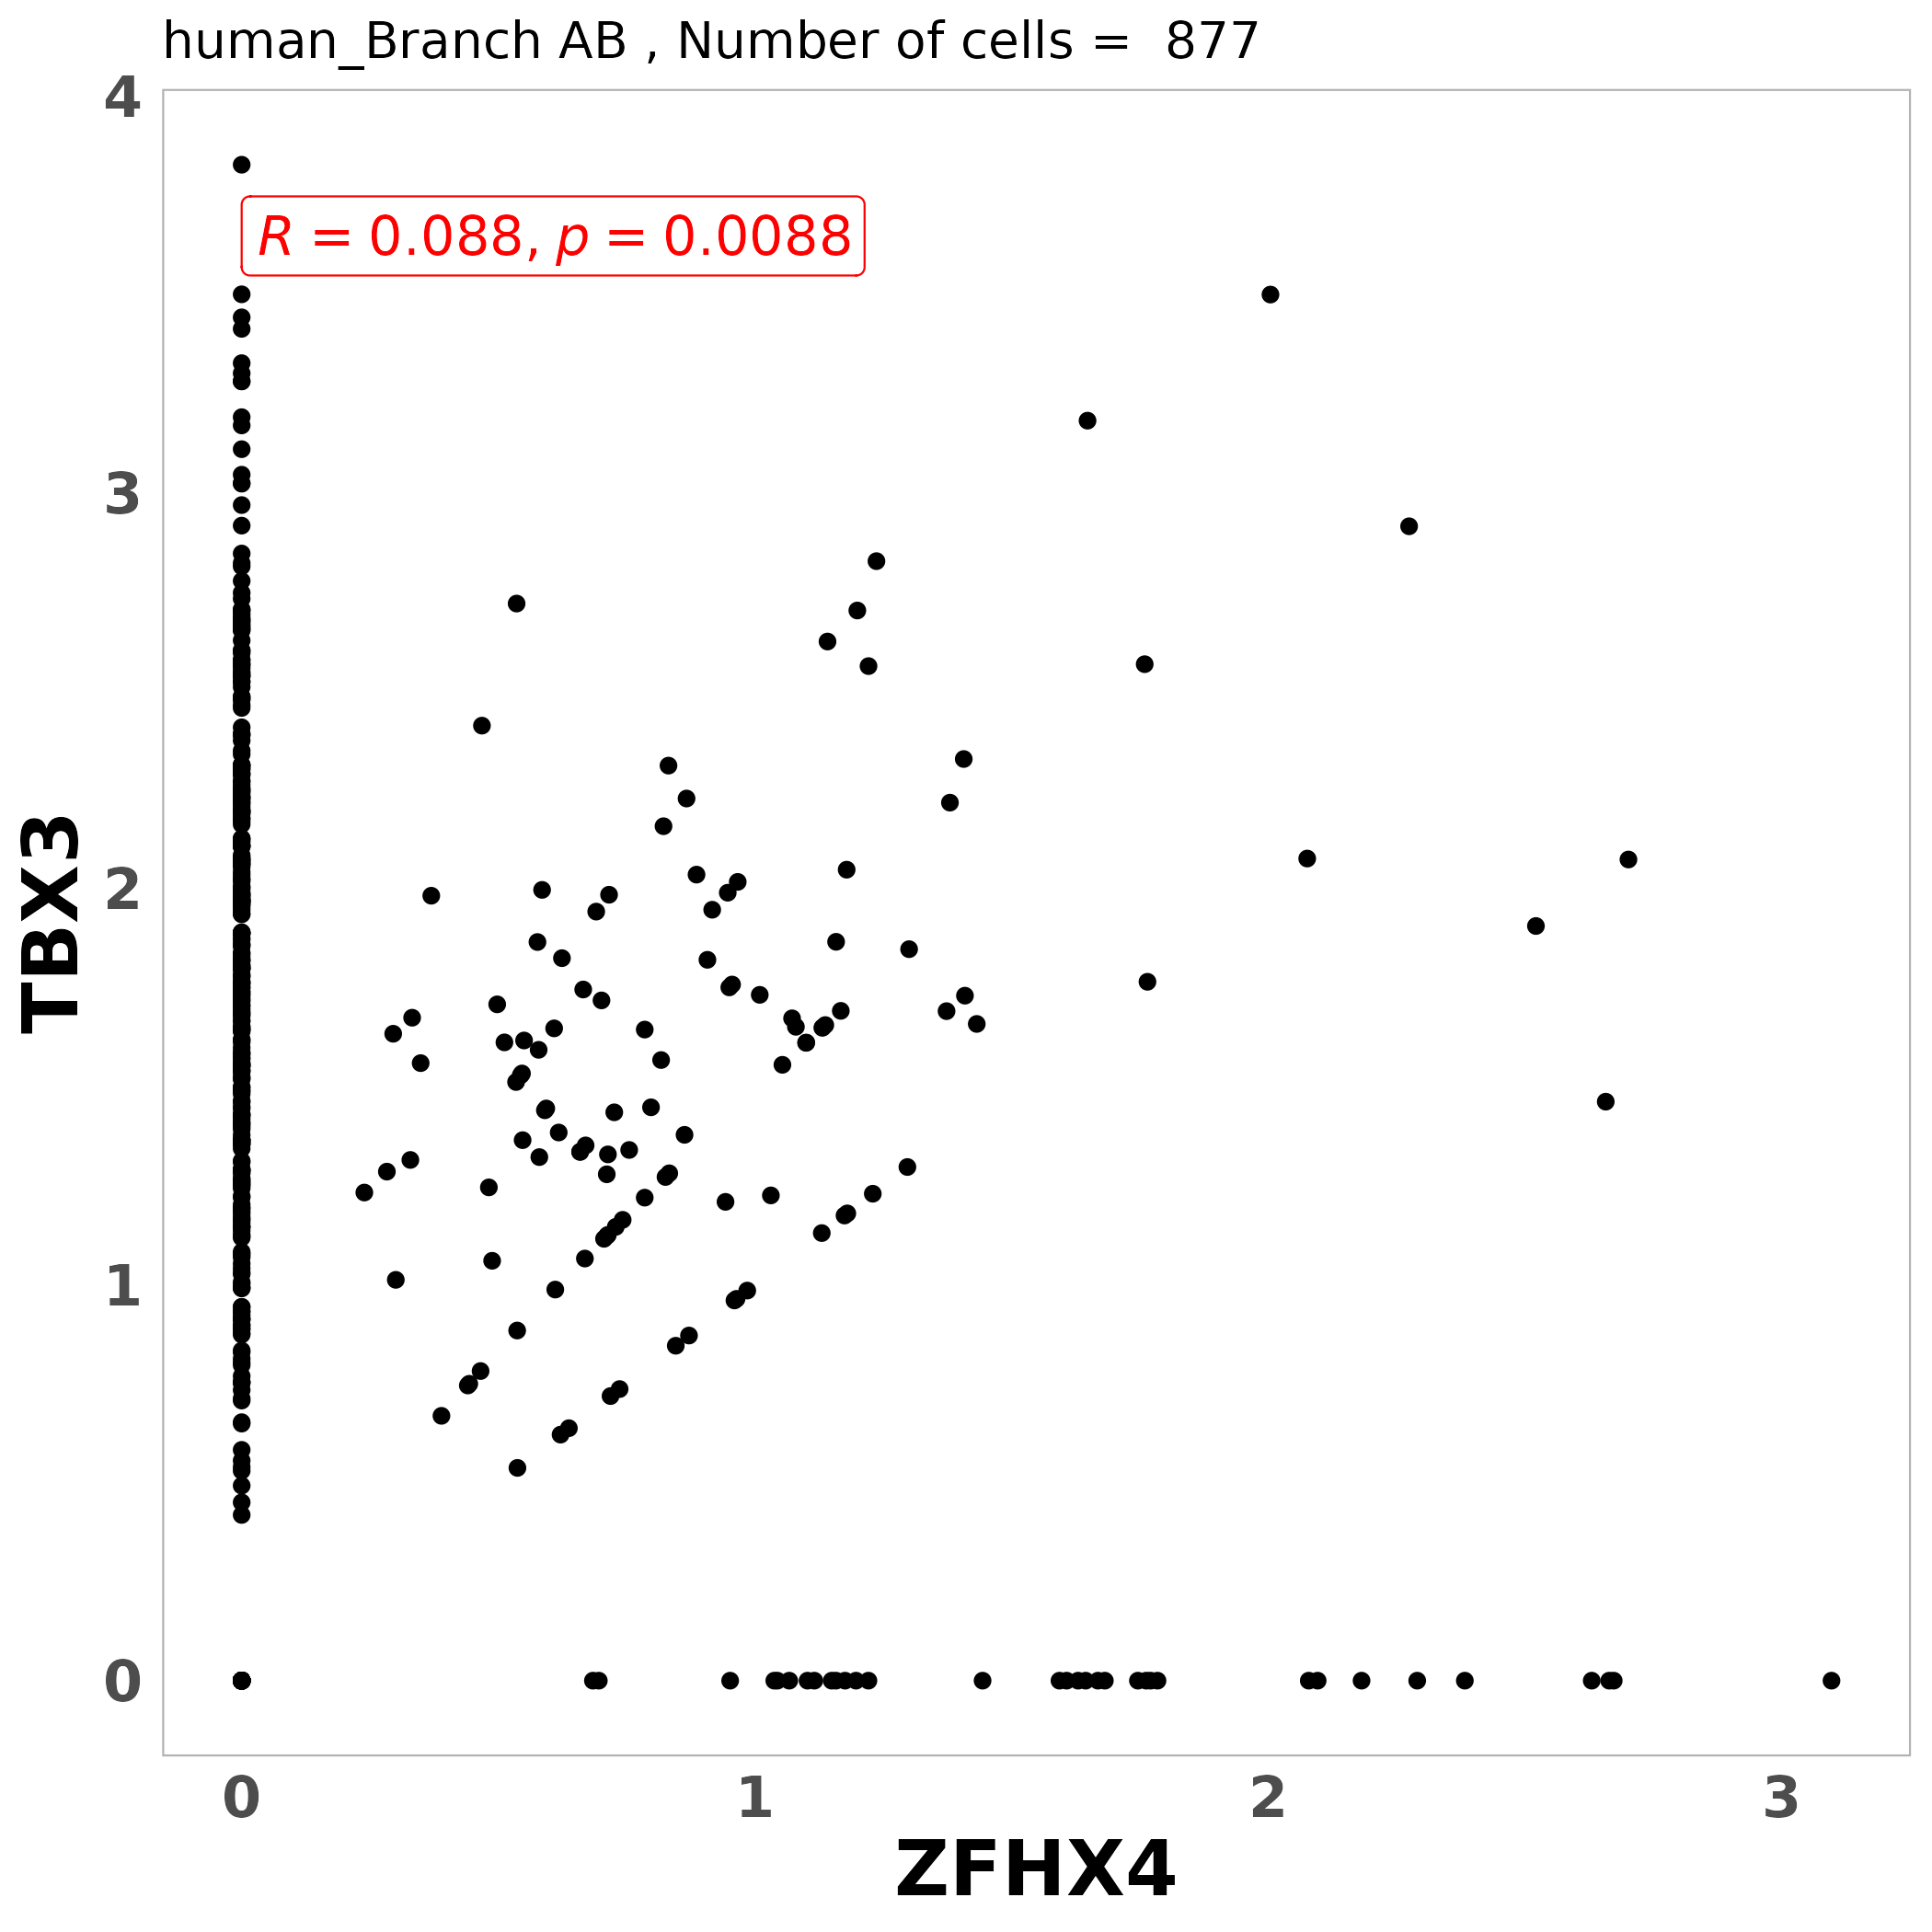 human_Branch AB , Number of cells =  877
4
R = 0.088, p = 0.0088
3
2
1
0
TBX3
0 1 2 3
ZFHX4